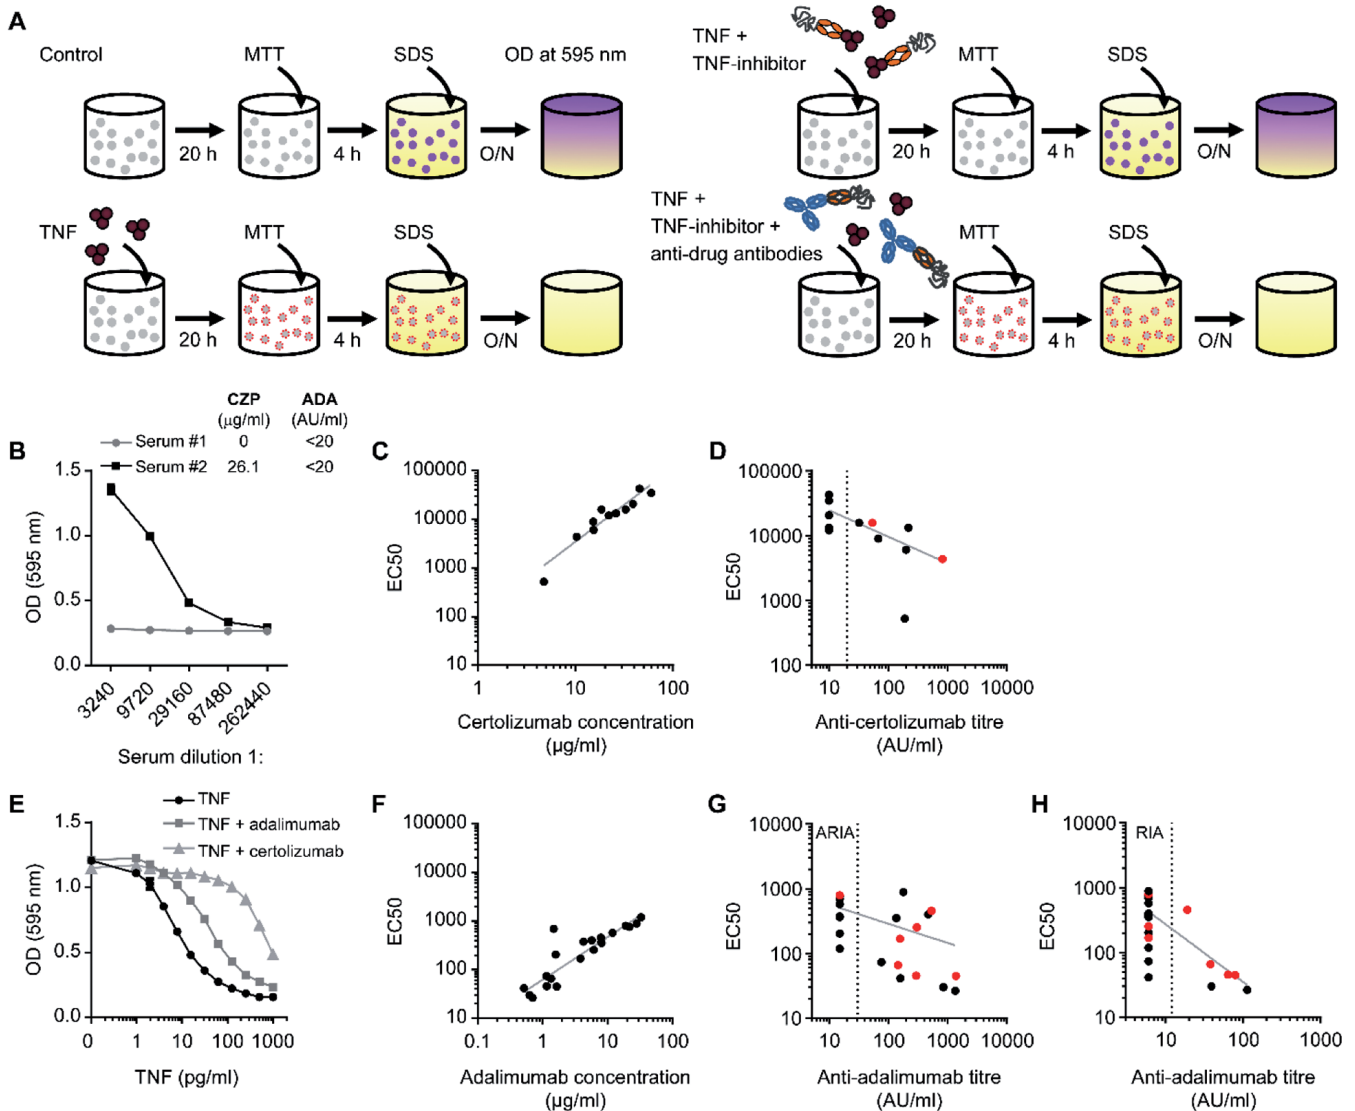 A
Control
MTT
SDS
OD at 595 nm
20 h
4 h
O/N
TNF +
TNF-inhibitor
MTT
SDS
20 h
4 h
O/N
TNF
MTT
SDS
20 h
4 h
O/N
TNF +
TNF-inhibitor +
anti-drug antibodies
MTT
SDS
20 h
4 h
O/N
B
CZP ADA
(µg/ml) (AU/ml)
Serum #1 0 <20
Serum #2 26.1 <20
OD (595 nm)
1.5
1.0
0.5
0.0
3240
9720
29160
87480
262440
Serum dilution 1:
C
EC50
100000
10000
1000
100
10
1 10 100
Certolizumab concentration
(µg/ml)
D
EC50
100000
10000
1000
100
10 100 1000 10000
Anti-certolizumab titre
(AU/ml)
E
TNF
TNF + adalimumab
TNF + certolizumab
OD (595 nm)
1.5
1.0
0.5
0.0
0 1 10 100 1000
TNF (pg/ml)
F
EC50
100000
10000
1000
100
10
0.1 1 10 100
Adalimumab concentration
(µg/ml)
G
ARIA
EC50
10000
1000
100
10
10 100 1000 10000
Anti-adalimumab titre
(AU/ml)
H
RIA
EC50
10000
1000
100
10
10 100 1000
Anti-adalimumab titre
(AU/ml)